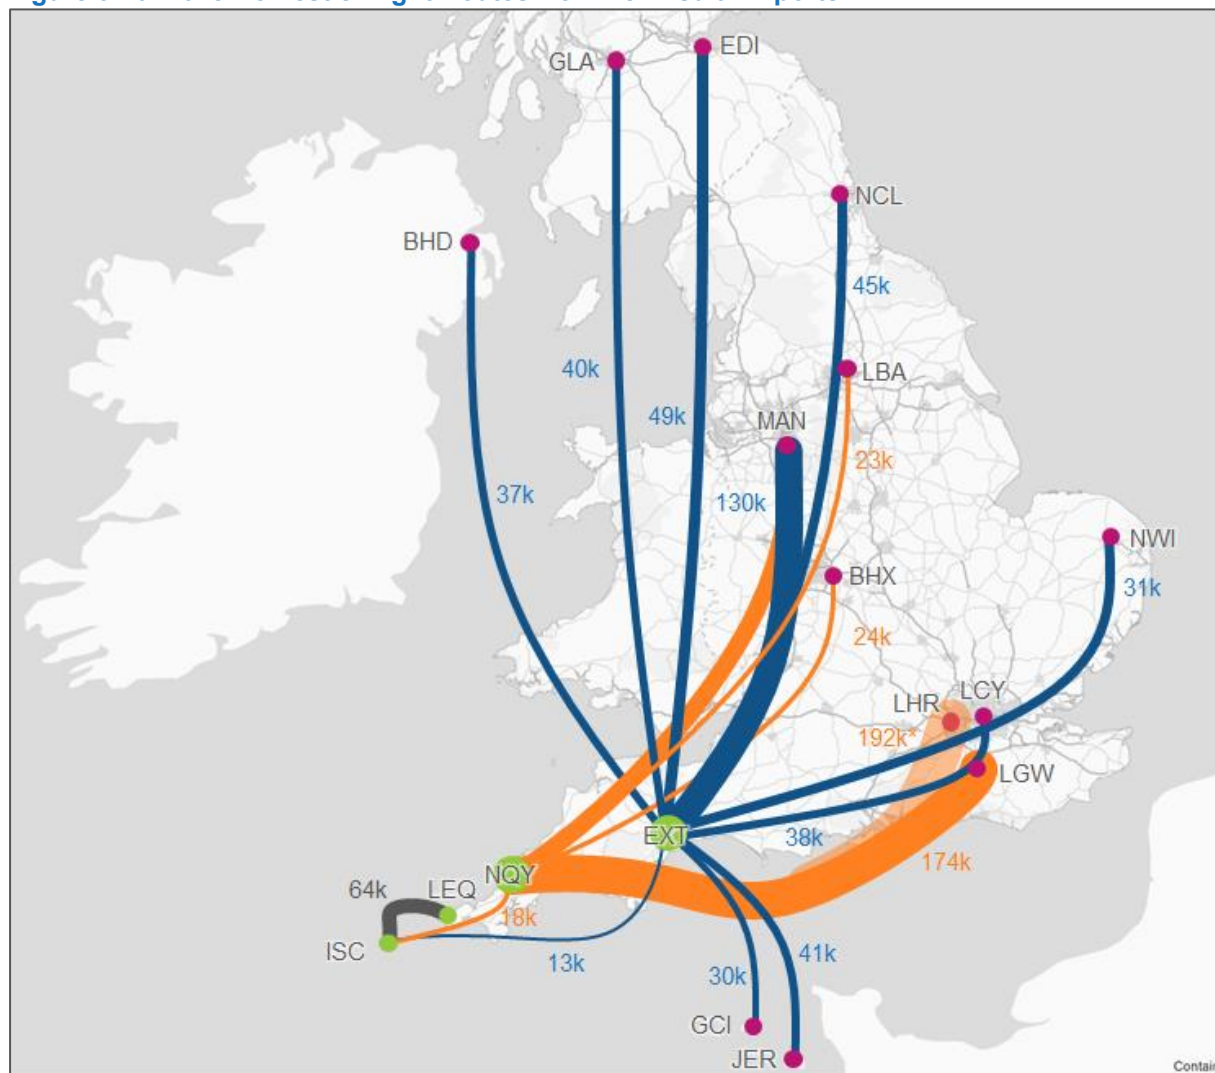 EDI
GLA
NCL
BHD
45k
40k
LBA
49k
MAN
23k
37k
130k
NWI
BHX
31k
24k
LCY
LHR
192k*
LGW
EXT
38k
174k
NQY
64k
LEQ
18k
ISC
13k
41k
30k
GCI
JER
Contai